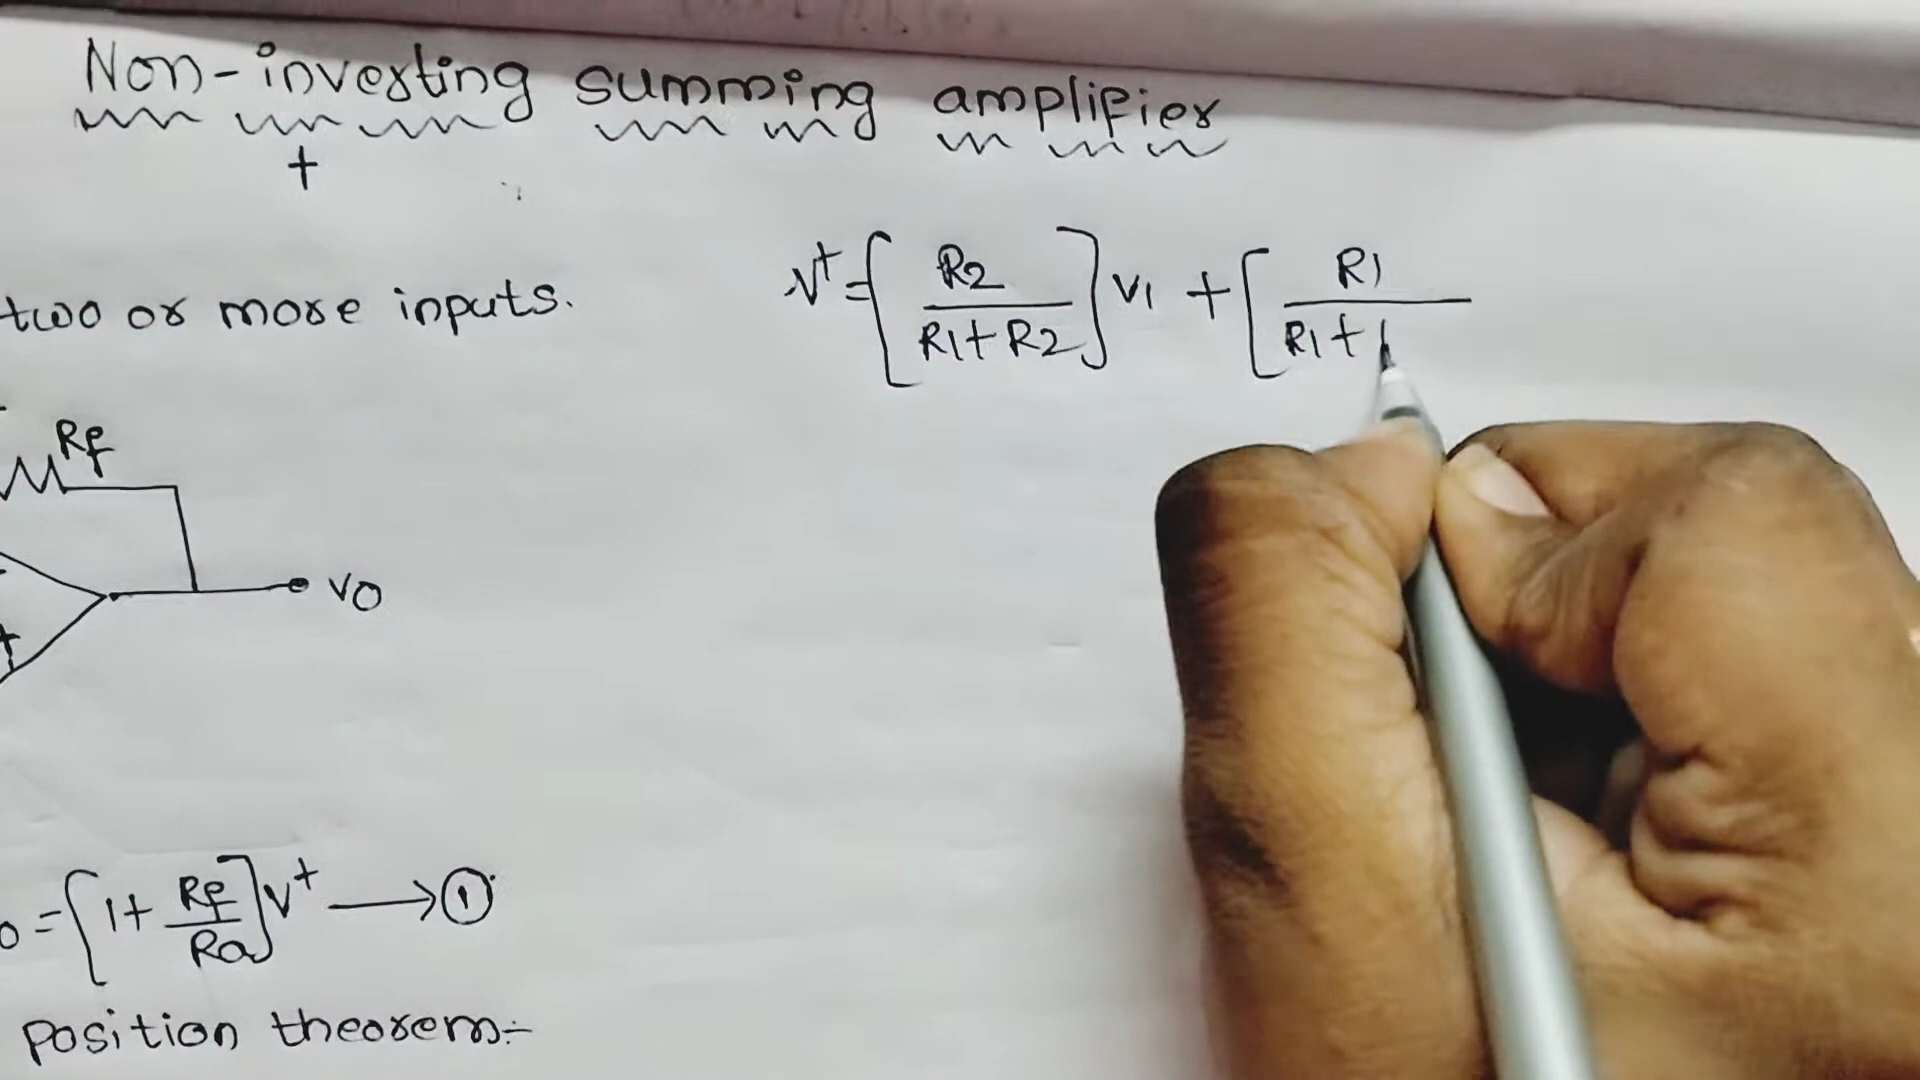 Non-inverting summing amplifier
+
two or more inputs.
V+=[R2/R1+R2]V1 + [R1/R1+
Rf
+
VO
0=[1+Rf/Ra]V+ → ①
position theorem:-